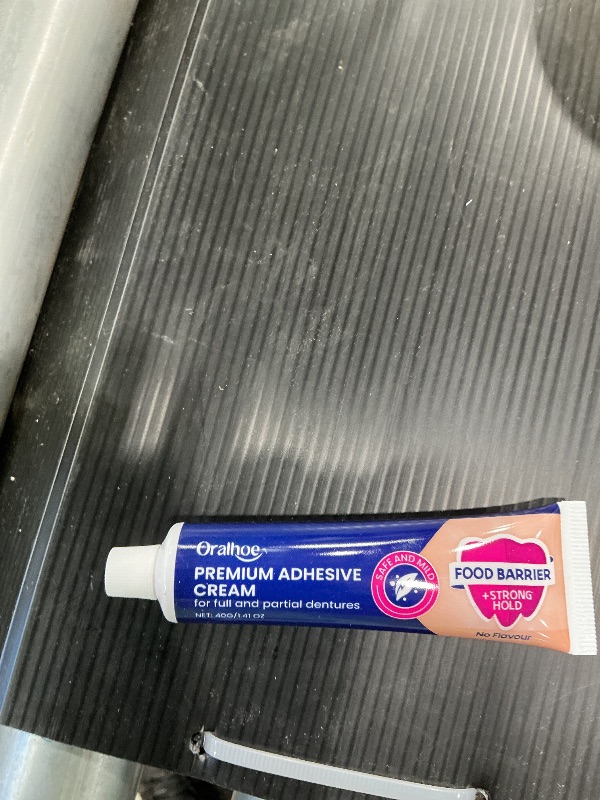 Oralhoe
PREMIUM ADHESIVE
CREAM
for full and partial dentures
NET: 40G/1.41 OZ
SAFE AND MILD
FOOD BARRIER
+STRONG
HOLD
No Flavour